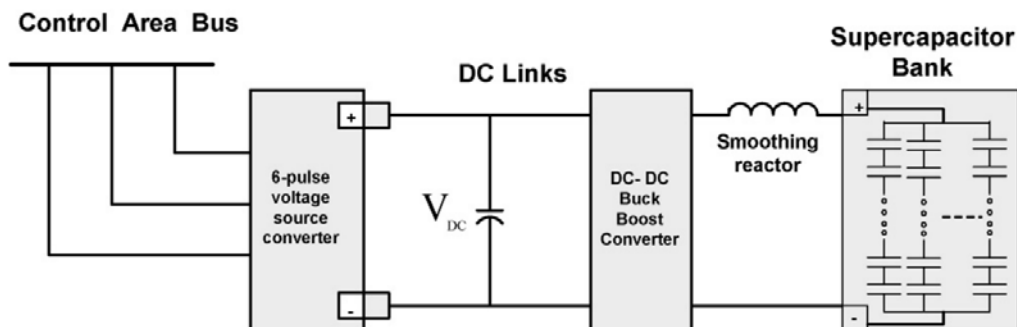 Control Area Bus
6-pulse
voltage
source
converter
+
-
DC Links
V DC
DC- DC
Buck
Boost
Converter
Smoothing
reactor
Supercapacitor
Bank
+
-